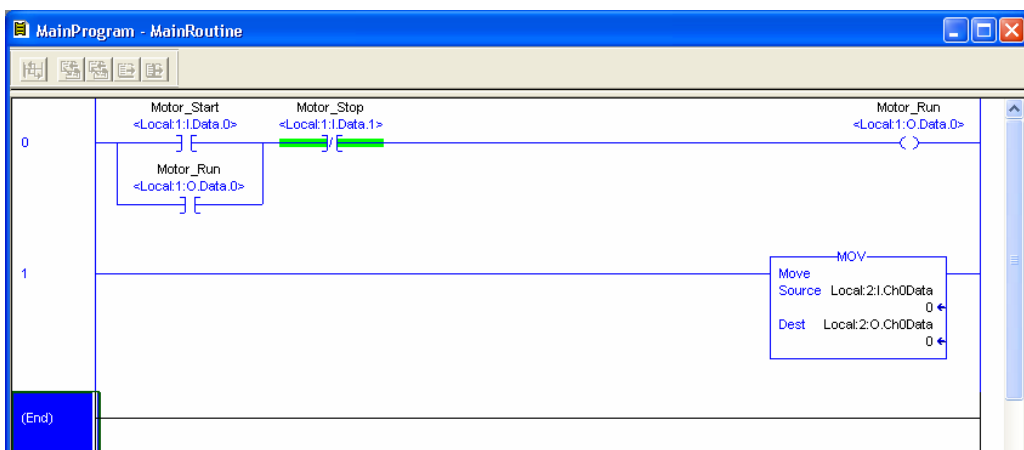 MainProgram - MainRoutine
Motor_Start
<Local:1:I.Data.0>
Motor_Stop
<Local:1:I.Data.1>
Motor_Run
<Local:1:O.Data.0>
0
Motor_Run
<Local:1:O.Data.0>
1
MOV
Move
Source Local:2:I.Ch0Data
0
Dest Local:2:O.Ch0Data
0
(End)